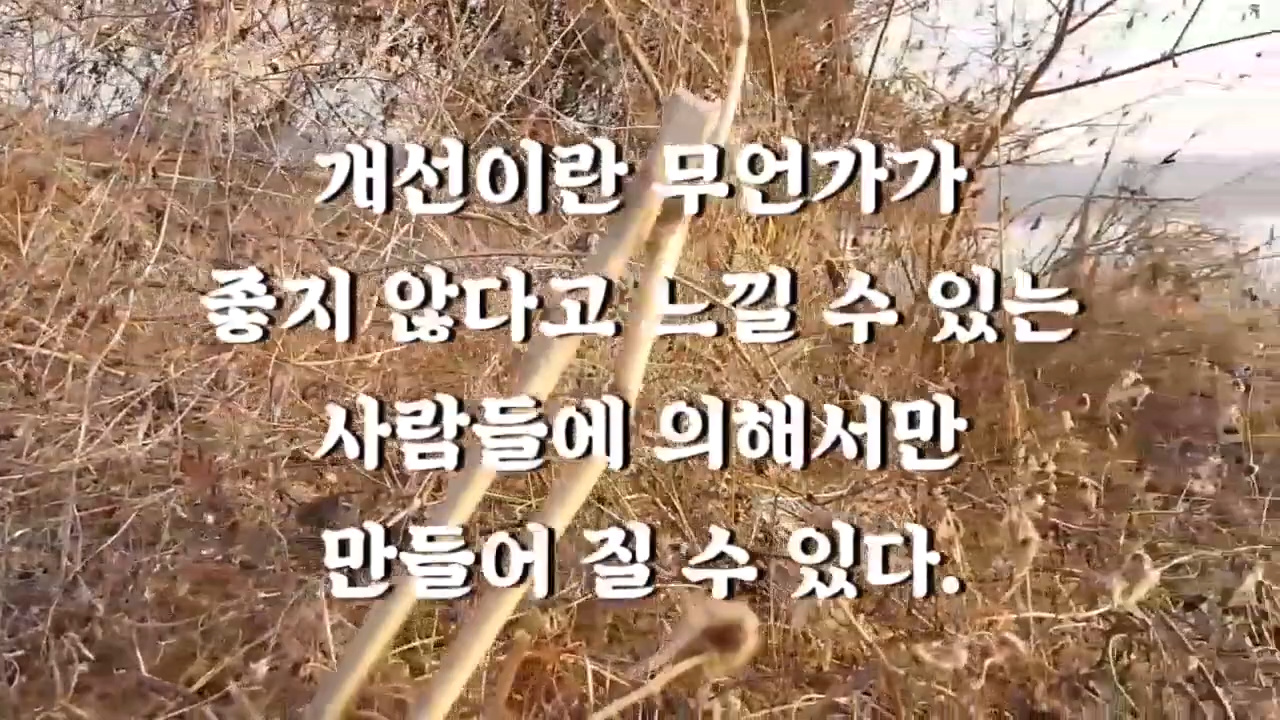 개선이란 무언가가
좋지 않다고 느낄 수 있는
사람들에 의해서만
만들어 질 수 있다.